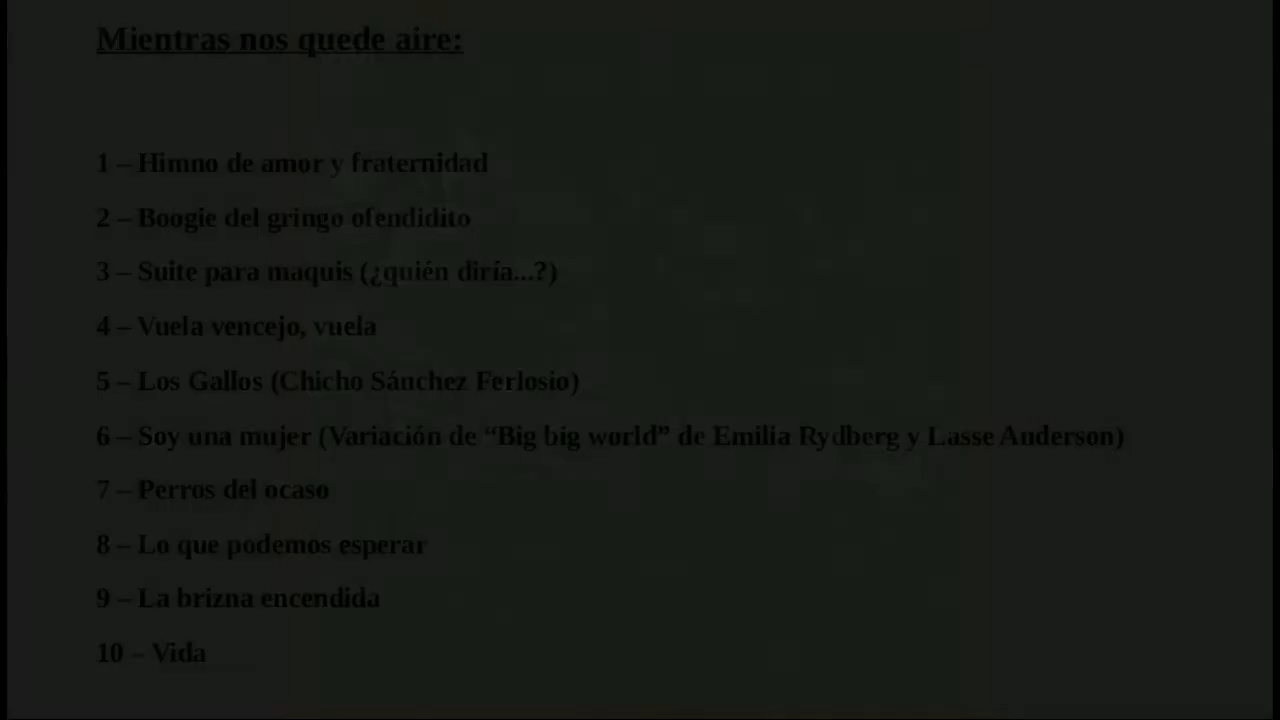 Mientras nos quede aire:
1 – Himno de amor y fraternidad
2 – Boogie del gringo ofendidito
3 – Suite para maquis (¿quién diría...?)
4 – Vuela vencejo, vuela
5 – Los Gallos (Chicho Sánchez Ferlosio)
6 – Soy una mujer (Variación de “Big big world” de Emilia Rydberg y Lasse Anderson)
7 – Perros del ocaso
8 – Lo que podemos esperar
9 – La brizna encendida
10 – Vida